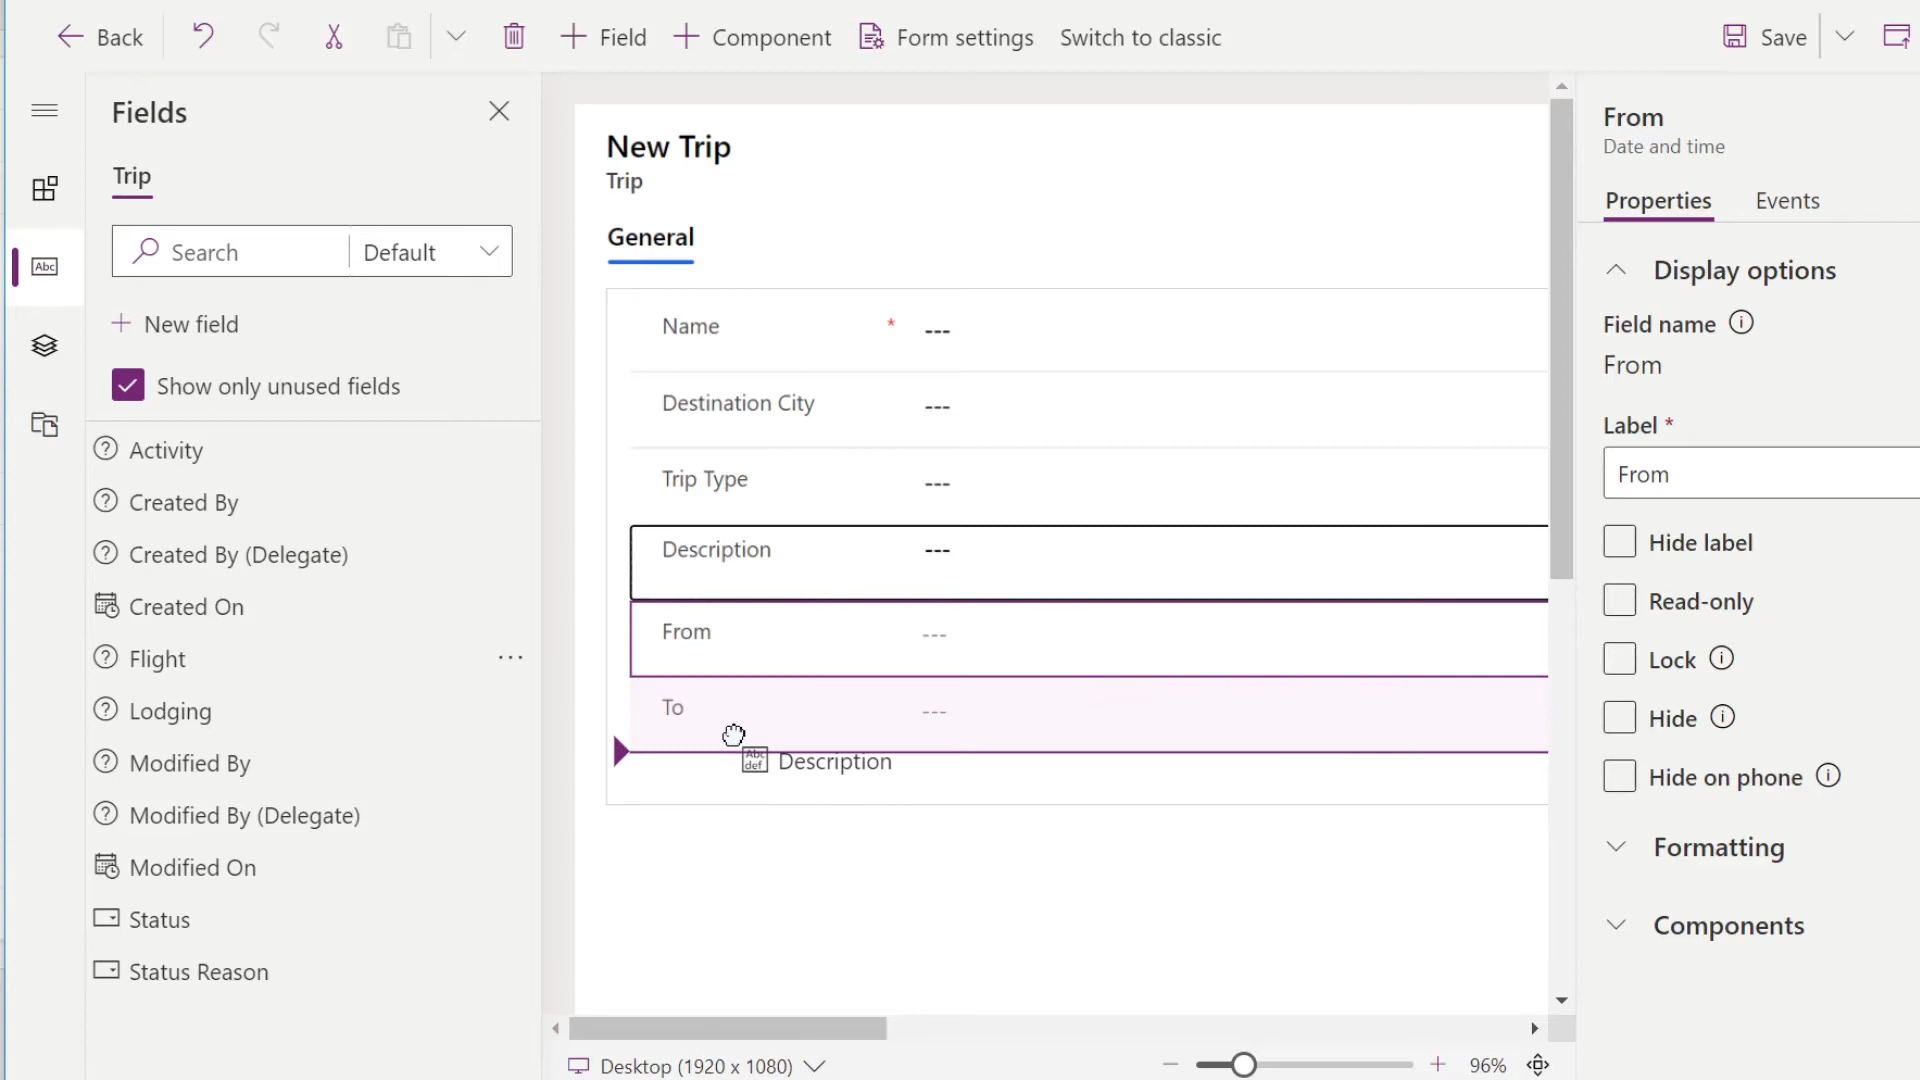 Back
Field
Component
Form settings
Switch to classic
Save
Fields
Trip
Search
Default
New field
Show only unused fields
Activity
Created By
Created By (Delegate)
Created On
Flight
...
Lodging
Modified By
Modified By (Delegate)
Modified On
Status
Status Reason
Abc
New Trip
Trip
General
Name * ---
Destination City ---
Trip Type ---
Description ---
From ---
To ---
Abc
def
Description
Desktop (1920 x 1080)
96%
From
Date and time
Properties
Events
Display options
Field name
From
Label *
From
Hide label
Read-only
Lock
Hide
Hide on phone
Formatting
Components